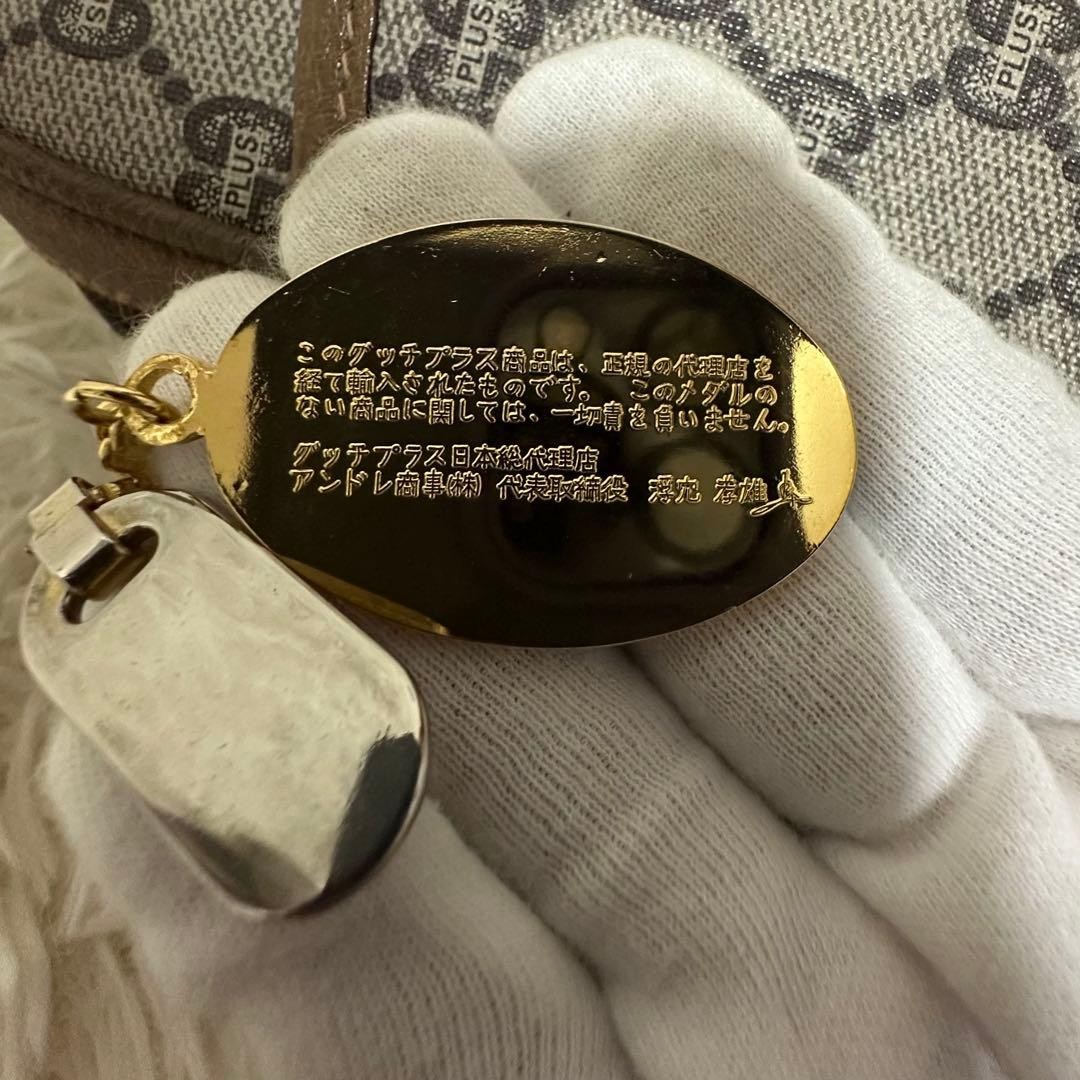 このグッチプラス商品は、正規の代理店を
経て輸入されたものです。 このメダルの
ない商品に関しては、一切責を負いません。
グッチプラス日本総代理店
アンドレ商事㈱ 代表取締役 孝雄
PLUS
PLUS
PLUS
PLUS